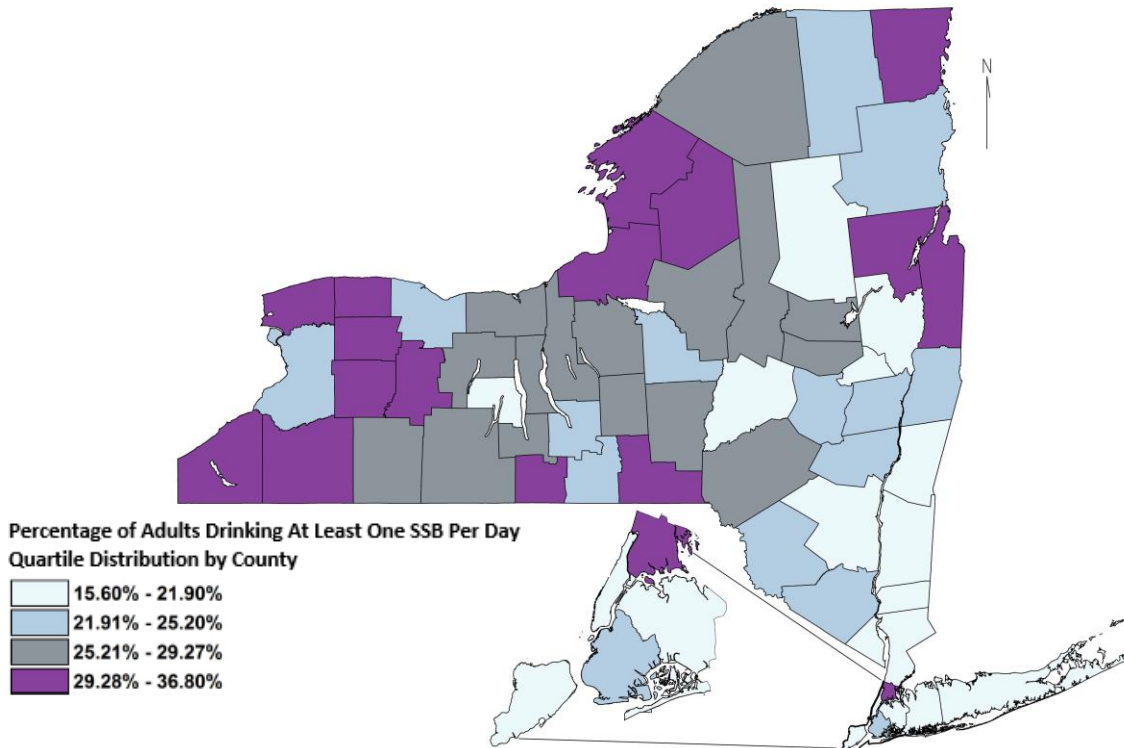 N
Percentage of Adults Drinking At Least One SSB Per Day
Quartile Distribution by County
15.60% - 21.90%
21.91% - 25.20%
25.21% - 29.27%
29.28% - 36.80%